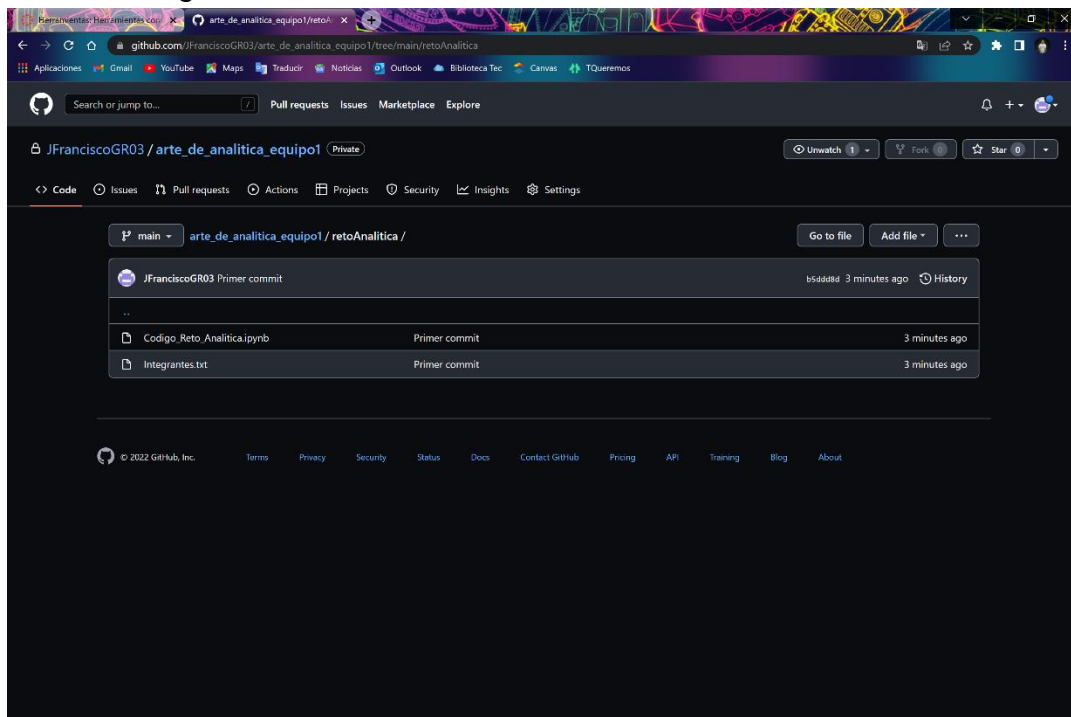 Herramientas: Herramientas con
arte_de_analitica_equipo1/retoA
github.com/JFranciscoGR03/arte_de_analitica_equipo1/tree/main/retoAnalitica
Aplicaciones Gmail YouTube Maps Traducir Noticias Outlook Biblioteca Tec Canvas TQueremos
Search or jump to... / Pull requests Issues Marketplace Explore
JFranciscoGR03 / arte_de_analitica_equipo1 Private Unwatch 1 Fork 0 Star 0
<> Code Issues Pull requests Actions Projects Security Insights Settings
main arte_de_analitica_equipo1 / retoAnalitica / Go to file Add file ...
JFranciscoGR03 Primer commit b5ddd8d 3 minutes ago History
..
Codigo_Reto_Analitica.ipynb Primer commit 3 minutes ago
Integrantes.txt Primer commit 3 minutes ago
© 2022 GitHub, Inc. Terms Privacy Security Status Docs Contact GitHub Pricing API Training Blog About